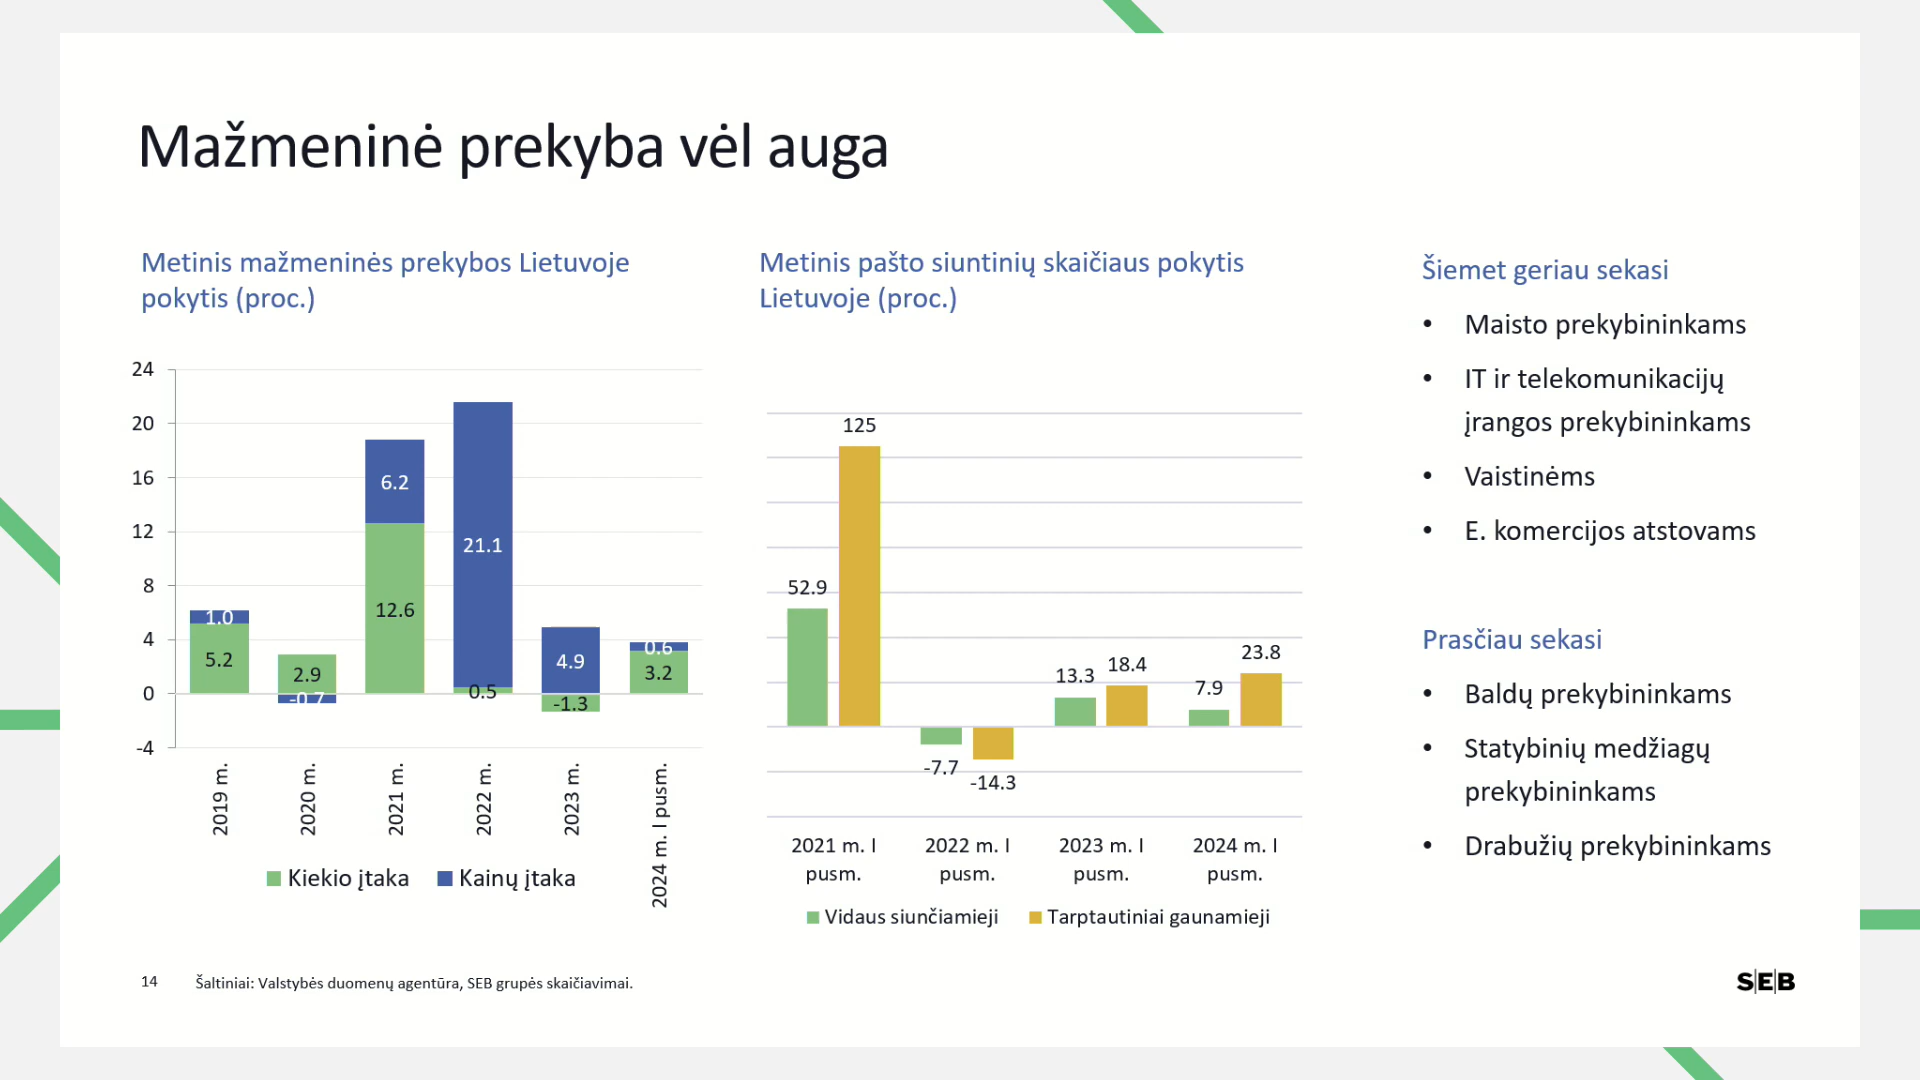 Mažmeninė prekyba vėl auga
Metinis mažmeninės prekybos Lietuvoje
pokytis (proc.)
24
20
16
12
8
4
0
-4
1.0
5.2
2.9
-0.7
6.2
12.6
21.1
0.5
4.9
-1.3
0.6
3.2
2019 m.
2020 m.
2021 m.
2022 m.
2023 m.
2024 m. I pusm.
Kiekio įtaka
Kainų įtaka
Metinis pašto siuntinių skaičiaus pokytis
Lietuvoje (proc.)
52.9
125
-7.7
-14.3
13.3
18.4
7.9
23.8
2021 m. I
pusm.
2022 m. I
pusm.
2023 m. I
pusm.
2024 m. I
pusm.
Vidaus siunčiamieji
Tarptautiniai gaunamieji
Šiemet geriau sekasi
• Maisto prekybininkams
• IT ir telekomunikacijų
įrangos prekybininkams
• Vaistinėms
• E. komercijos atstovams
Prasčiau sekasi
• Baldų prekybininkams
• Statybinių medžiagų
prekybininkams
• Drabužių prekybininkams
14
Šaltiniai: Valstybės duomenų agentūra, SEB grupės skaičiavimai.
SEB